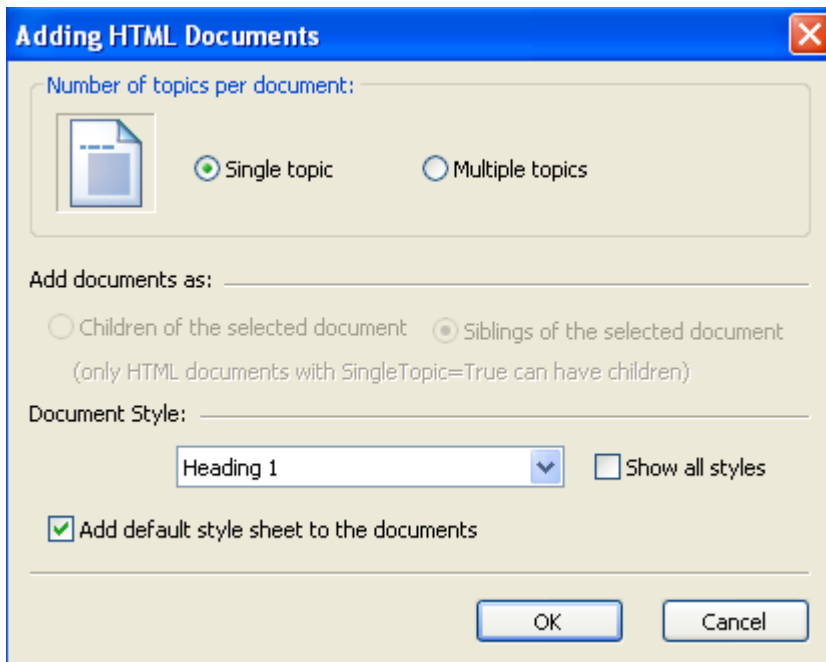 Adding HTML Documents
Number of topics per document:
Single topic Multiple topics
Add documents as:
Children of the selected document Siblings of the selected document
(only HTML documents with SingleTopic=True can have children)
Document Style:
Heading 1 Show all styles
Add default style sheet to the documents
OK Cancel